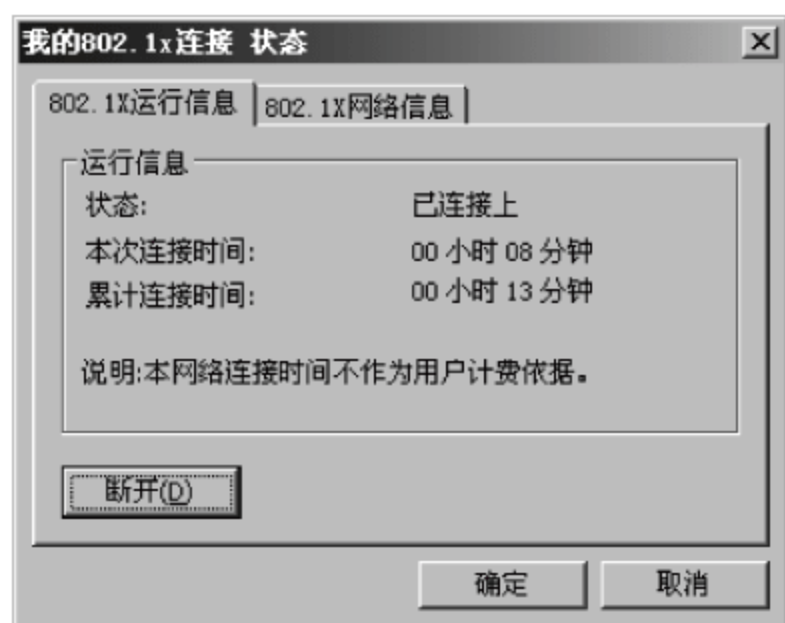 我的802.1x连接 状态
802.1X运行信息 802.1X网络信息
运行信息
状态: 已连接上
本次连接时间: 00 小时 08 分钟
累计连接时间: 00 小时 13 分钟
说明:本网络连接时间不作为用户计费依据。
断开(D)
确定 取消